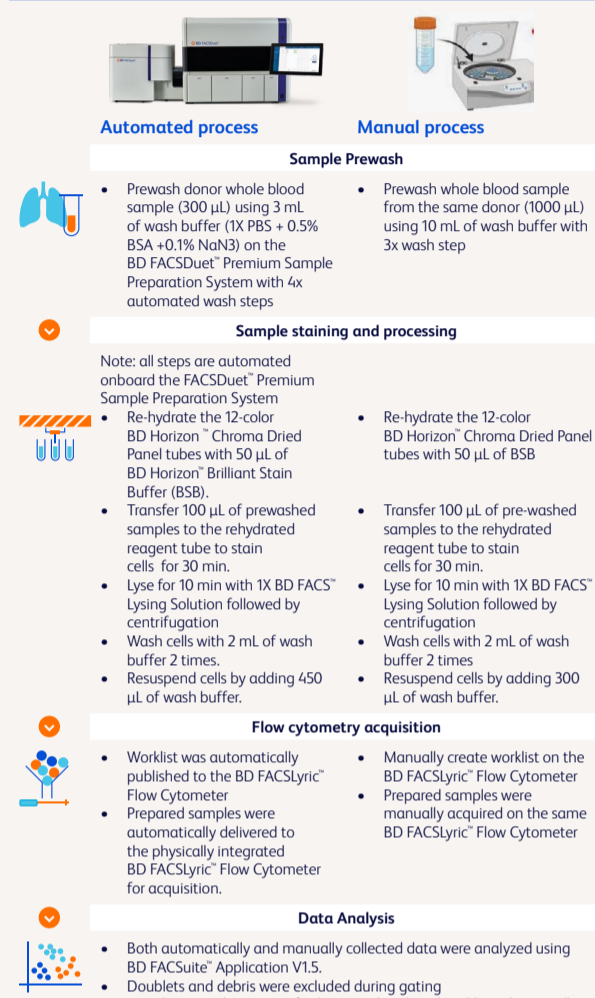 BD FACSDuet
Automated process
Manual process
Sample Prewash
• Prewash donor whole blood
sample (300 µL) using 3 mL
of wash buffer (1X PBS + 0.5%
BSA +0.1% NaN3) on the
BD FACSDuet™ Premium Sample
Preparation System with 4x
automated wash steps
• Prewash whole blood sample
from the same donor (1000 µL)
using 10 mL of wash buffer with
3x wash step
Sample staining and processing
Note: all steps are automated
onboard the FACSDuet™ Premium
Sample Preparation System
• Re-hydrate the 12-color
BD Horizon ™ Chroma Dried
Panel tubes with 50 µL of
BD Horizon™ Brilliant Stain
Buffer (BSB).
• Transfer 100 µL of prewashed
samples to the rehydrated
reagent tube to stain
cells for 30 min.
• Lyse for 10 min with 1X BD FACS™
Lysing Solution followed by
centrifugation
• Wash cells with 2 mL of wash
buffer 2 times.
• Resuspend cells by adding 450
µL of wash buffer.
• Re-hydrate the 12-color
BD Horizon™ Chroma Dried Panel
tubes with 50 µL of BSB
• Transfer 100 µL of pre-washed
samples to the rehydrated
reagent tube to stain
cells for 30 min.
• Lyse for 10 min with 1X BD FACS™
Lysing Solution followed by
centrifugation
• Wash cells with 2 mL of wash
buffer 2 times
• Resuspend cells by adding 300
µL of wash buffer.
Flow cytometry acquisition
• Worklist was automatically
published to the BD FACSLyric™
Flow Cytometer
• Prepared samples were
automatically delivered to
the physically integrated
BD FACSLyric™ Flow Cytometer
for acquisition.
• Manually create worklist on the
BD FACSLyric™ Flow Cytometer
• Prepared samples were
manually acquired on the same
BD FACSLyric™ Flow Cytometer
Data Analysis
• Both automatically and manually collected data were analyzed using
BD FACSuite™ Application V1.5.
• Doublets and debris were excluded during gating